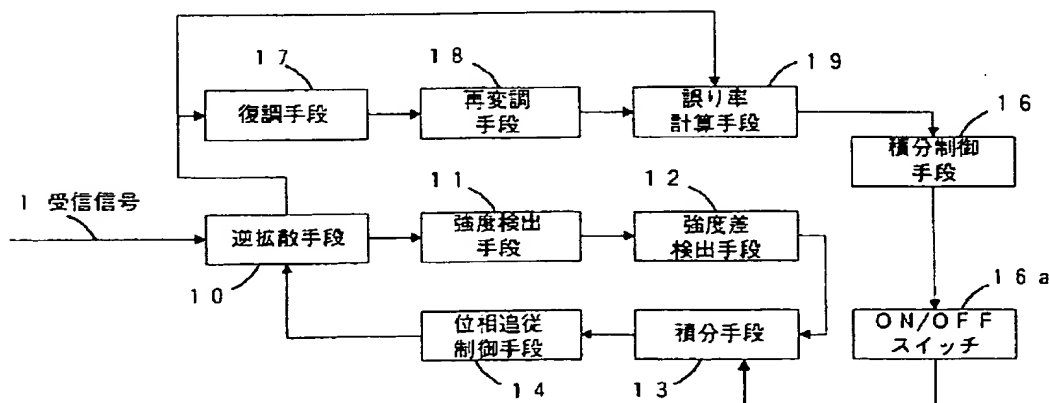 17
18
19
復調手段
再変調
手段
誤り率
計算手段
16
積分制御
手段
1 受信信号
11
12
逆拡散手段
強度検出
手段
強度差
検出手段
10
16a
位相追従
制御手段
積分手段
ON/OFF
スイッチ
14
13